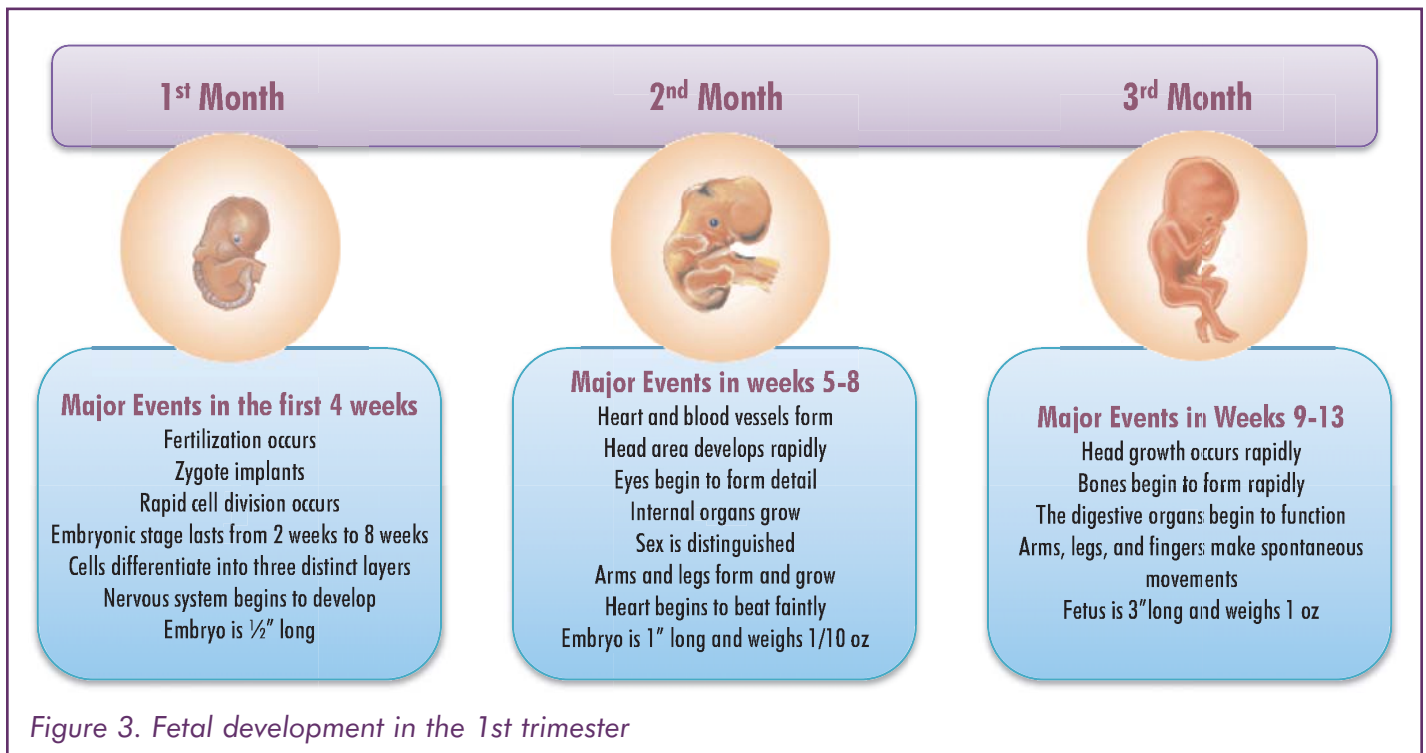 1st Month
2nd Month
3rd Month
Major Events in the first 4 weeks
Fertilization occurs
Zygote implants
Rapid cell division occurs
Embryonic stage lasts from 2 weeks to 8 weeks
Cells differentiate into three distinct layers
Nervous system begins to develop
Embryo is ½" long
Major Events in weeks 5-8
Heart and blood vessels form
Head area develops rapidly
Eyes begin to form detail
Internal organs grow
Sex is distinguished
Arms and legs form and grow
Heart begins to beat faintly
Embryo is 1" long and weighs 1/10 oz
Major Events in Weeks 9-13
Head growth occurs rapidly
Bones begin to form rapidly
The digestive organs begin to function
Arms, legs, and fingers make spontaneous
movements
Fetus is 3"long and weighs 1 oz
Figure 3. Fetal development in the 1st trimester